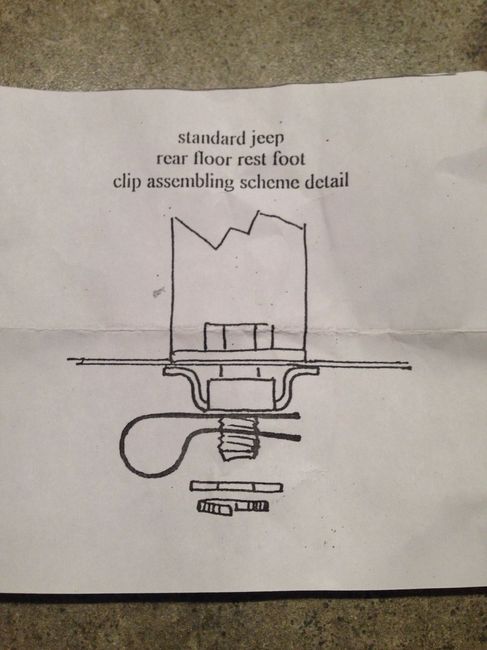 standard jeep
rear floor rest foot
clip assembling scheme detail